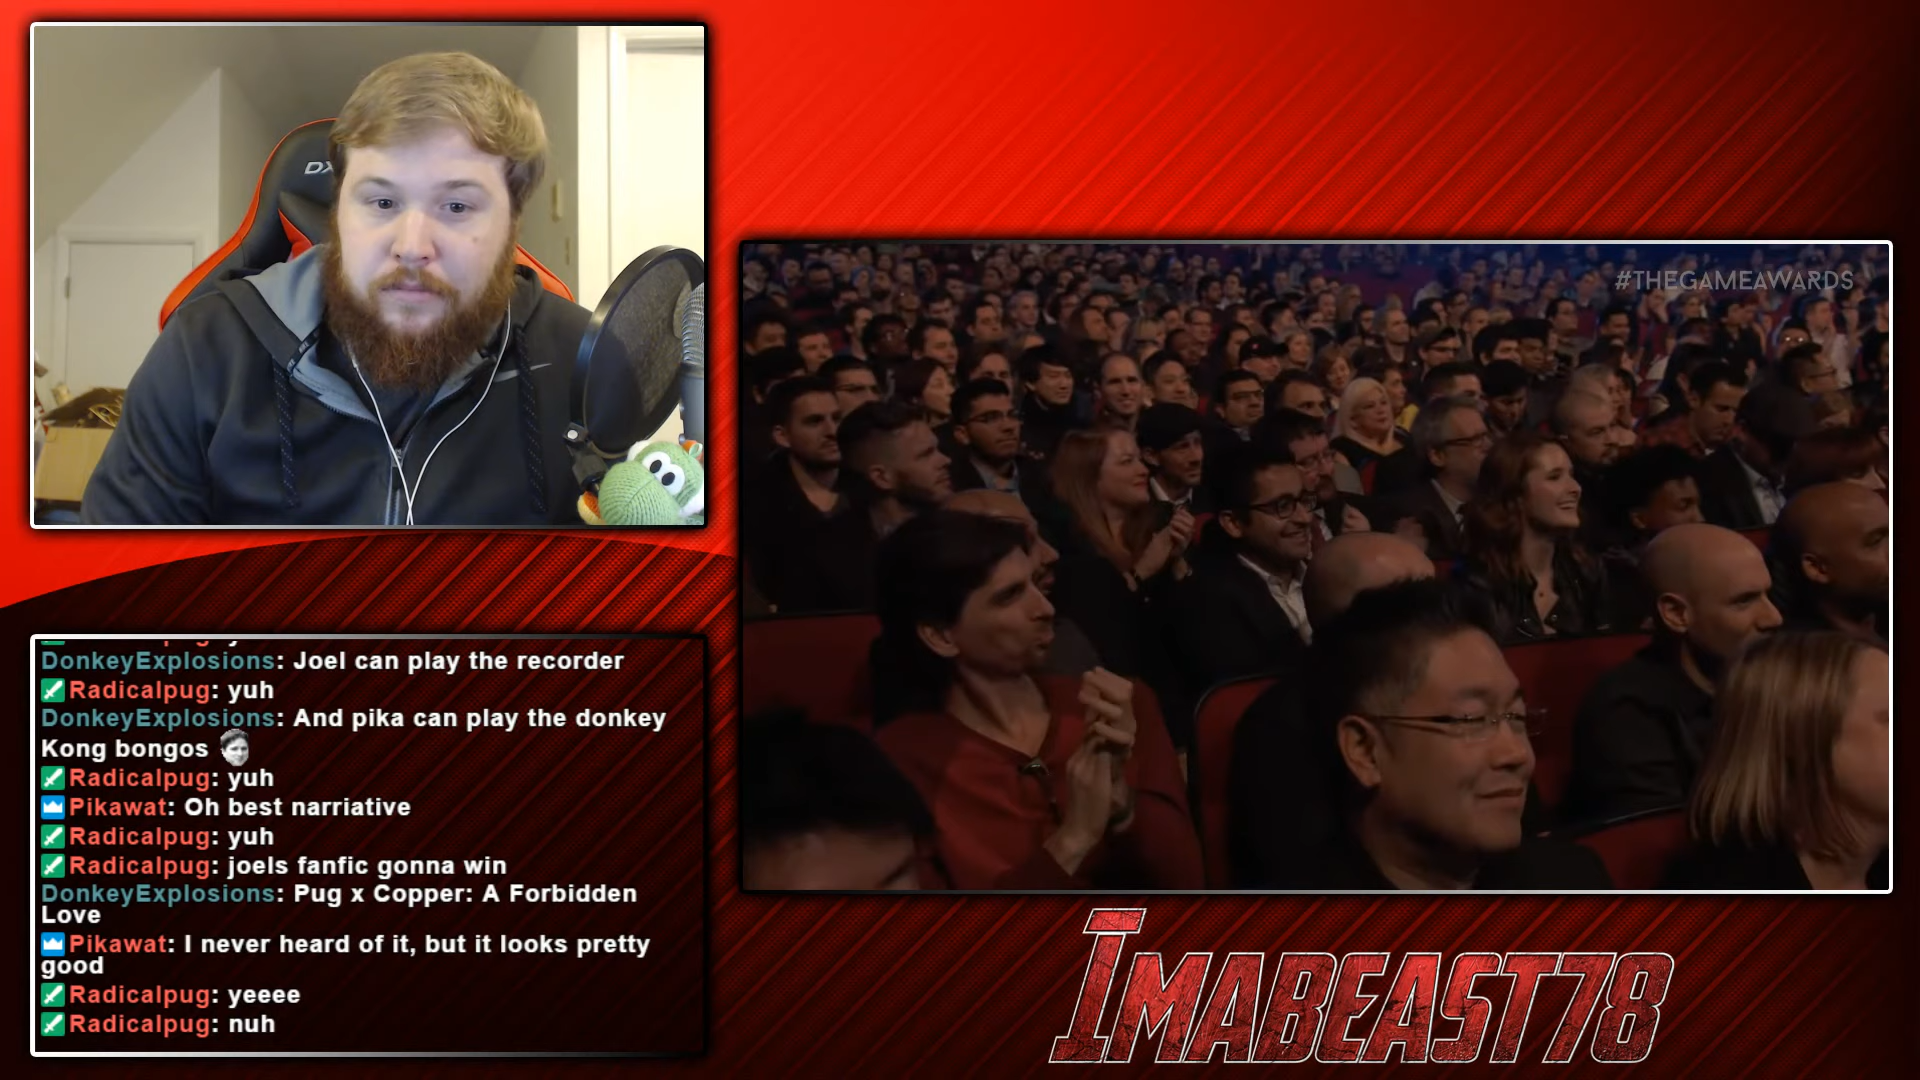 DX
#THEGAMEAWARDS
DonkeyExplosions: Joel can play the recorder
Radicalpug: yuh
DonkeyExplosions: And pika can play the donkey
Kong bongos
Radicalpug: yuh
Pikawat: Oh best narriative
Radicalpug: yuh
Radicalpug: joels fanfic gonna win
DonkeyExplosions: Pug x Copper: A Forbidden
Love
Pikawat: I never heard of it, but it looks pretty
good
Radicalpug: yeeee
Radicalpug: nuh
IMABEAST78